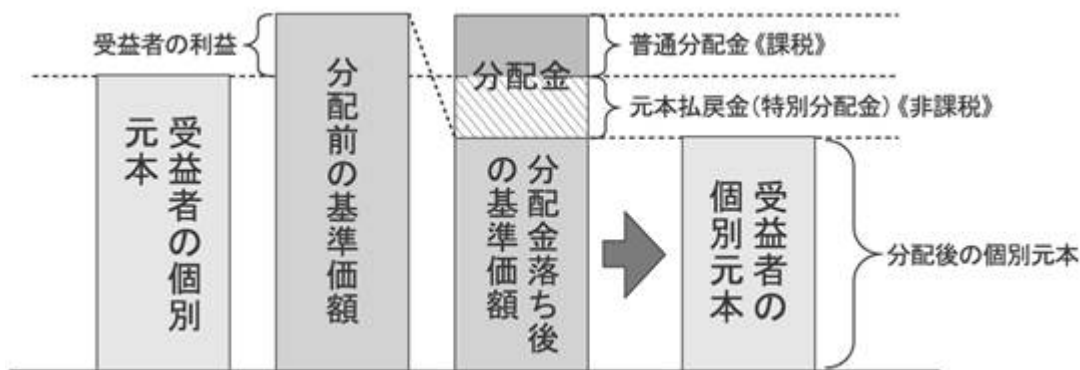 受益者の利益
受益者の個別
元本
分配前の基準価額
分配金
分配金落ち後
の基準価額
普通分配金《課税》
元本払戻金(特別分配金)《非課税》
受益者の
個別元本
分配後の個別元本